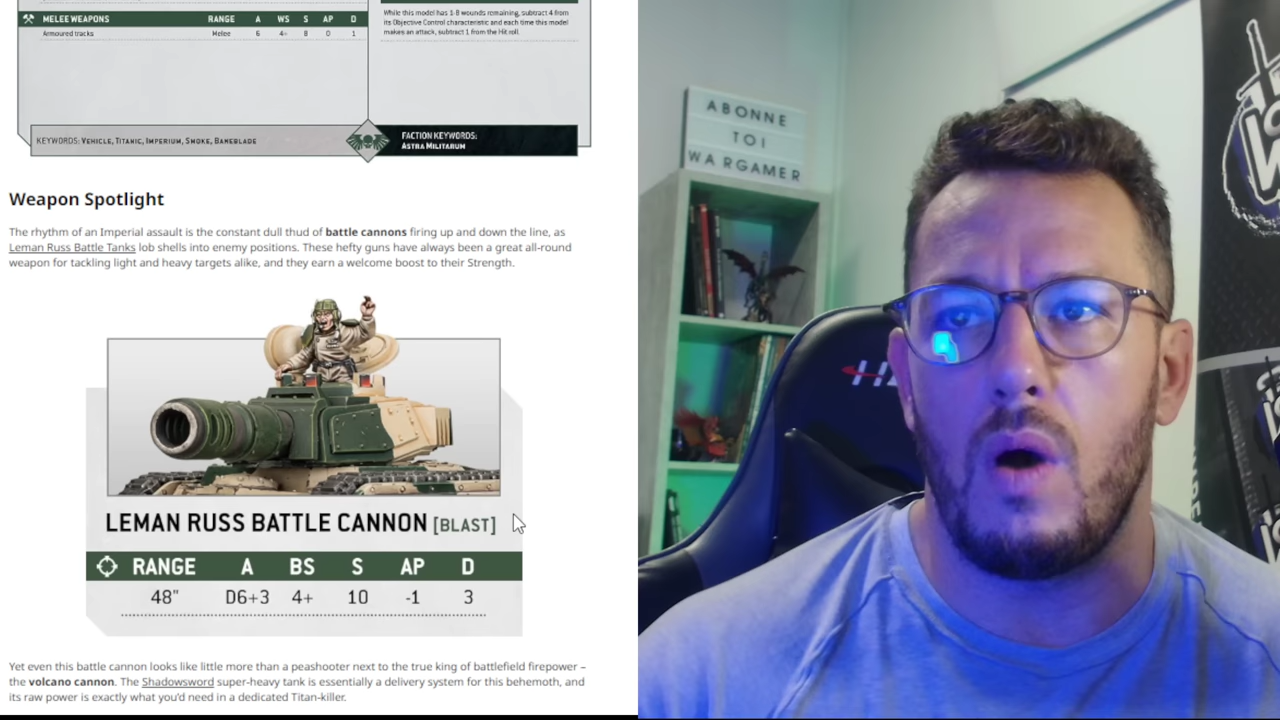 MELEE WEAPONS RANGE A WS S AP D
Armoured tracks Melee 6 4+ 8 0 1
While this model has 1-8 wounds remaining, subtract 4 from
its Objective Control characteristic and each time this model
makes an attack, subtract 1 from the Hit roll.
KEYWORDS: VEHICLE, TITANIC, IMPERIUM, SMOKE, BANEBLADE
FACTION KEYWORDS:
ASTRA MILITARUM
Weapon Spotlight
The rhythm of an Imperial assault is the constant dull thud of battle cannons firing up and down the line, as
Leman Russ Battle Tanks lob shells into enemy positions. These hefty guns have always been a great all-round
weapon for tackling light and heavy targets alike, and they earn a welcome boost to their Strength.
LEMAN RUSS BATTLE CANNON [BLAST]
RANGE A BS S AP D
48" D6+3 4+ 10 -1 3
Yet even this battle cannon looks like little more than a peashooter next to the true king of battlefield firepower –
the volcano cannon. The Shadowsword super-heavy tank is essentially a delivery system for this behemoth, and
its raw power is exactly what you'd need in a dedicated Titan-killer.
ABONNE
TOI
WARGAMER